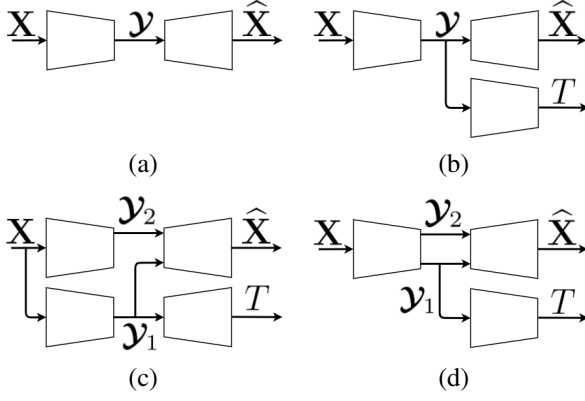 𝐗 𝓨 𝐗̂
𝐗 𝓨 𝐗̂
T
(a) (b)
𝐗 𝓨₂ 𝐗̂
𝓨₁ T
𝐗 𝓨₂ 𝐗̂
𝓨₁ T
(c) (d)